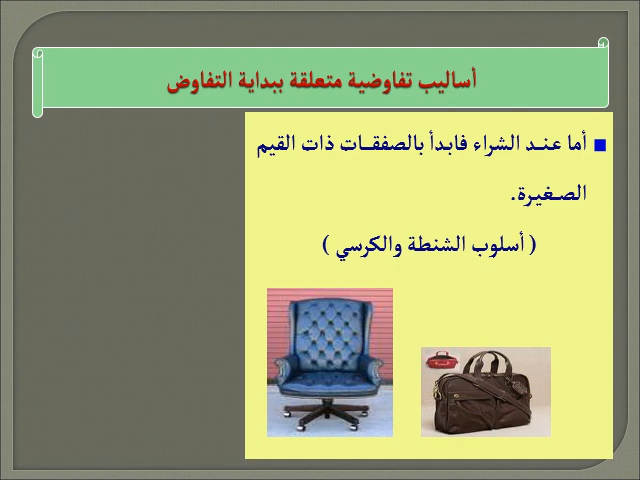 أساليب تفاوضية متعلقة ببداية التفاوض
أما عند الشراء فابدأ بالصفقات ذات القيم
الصغيرة.
( أسلوب الشنطة والكرسي )